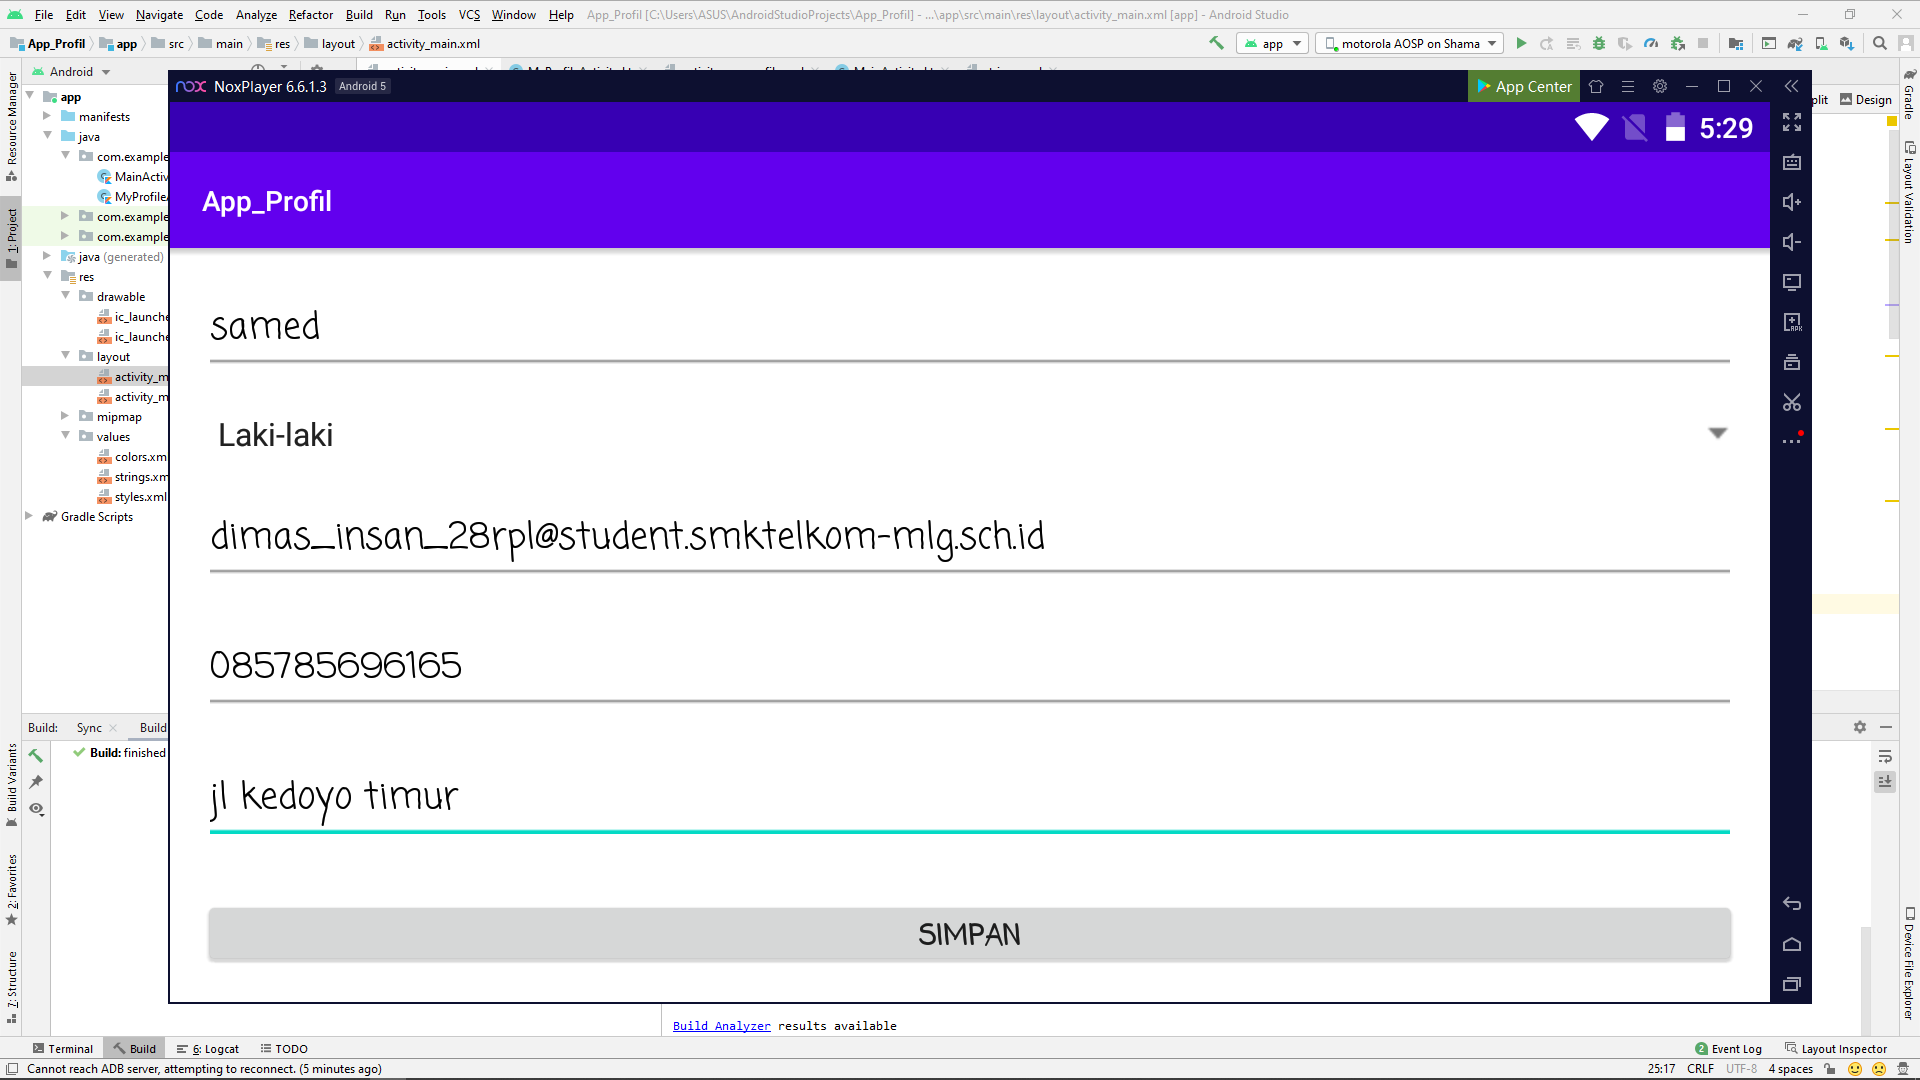 File Edit View Navigate Code Analyze Refactor Build Run Tools VCS Window Help App_Profil [C:\Users\ASUS\AndroidStudioProjects\App_Profil] - ...\app\src\main\res\layout\activity_main.xml [app] - Android Studio
App_Profil app src main res layout activity_main.xml app motorola AOSP on Shama
Android
NoxPlayer 6.6.1.3 Android 5 App Center
plit Design
5:29
App_Profil
samed
Laki-laki
dimas_insan_28rpl@student.smktelkom-mlg.sch.id
085785696165
jl kedoyo timur
SIMPAN
app
manifests
java
com.example
MainActiv
MyProfile
com.example
com.example
java (generated)
res
drawable
ic_launche
ic_launche
layout
activity_m
activity_m
mipmap
values
colors.xm
strings.xm
styles.xml
Gradle Scripts
Resource Manager
1: Project
Build Variants
2: Favorites
7: Structure
Gradle
Layout Validation
Device File Explorer
Build: Sync Build
Build: finished
Build Analyzer results available
Terminal Build 6: Logcat TODO 2 Event Log Layout Inspector
Cannot reach ADB server, attempting to reconnect. (5 minutes ago) 25:17 CRLF UTF-8 4 spaces